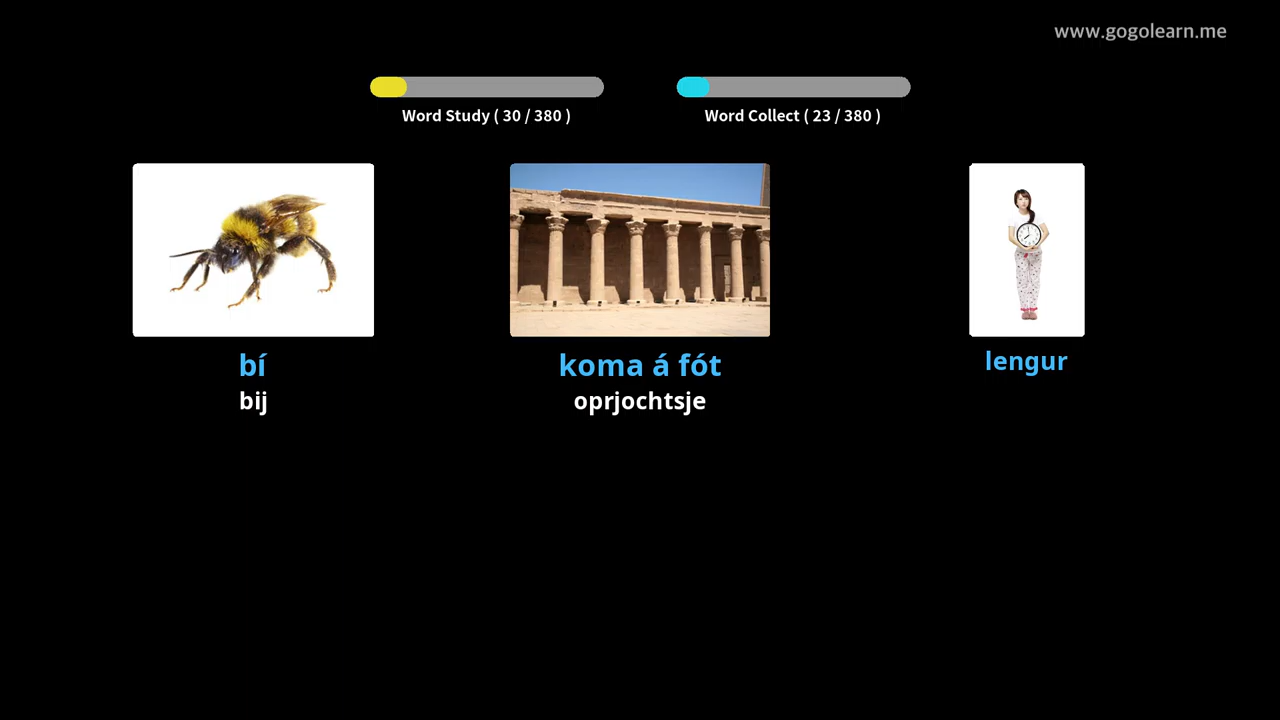 www.gogolearn.me
Word Study ( 30 / 380 )
Word Collect ( 23 / 380 )
bí
bij
koma á fót
oprjochtsje
lengur